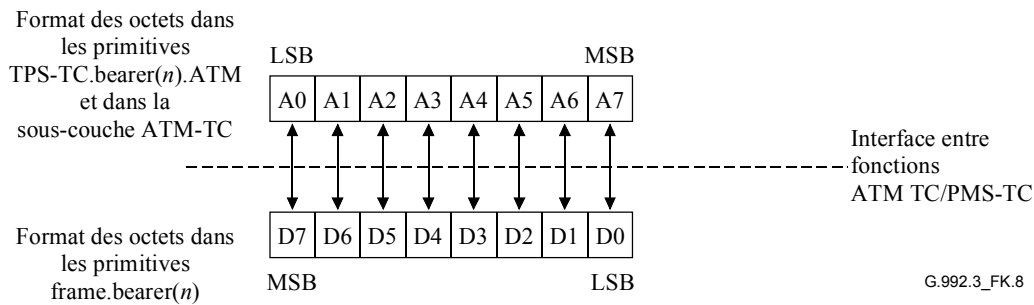 Format des octets dans
les primitives
TPS-TC.bearer(n).ATM
et dans la
sous-couche ATM-TC
LSB MSB
A0 A1 A2 A3 A4 A5 A6 A7
Interface entre
fonctions
ATM TC/PMS-TC
Format des octets dans
les primitives
frame.bearer(n)
D7 D6 D5 D4 D3 D2 D1 D0
MSB LSB
G.992.3_FK.8